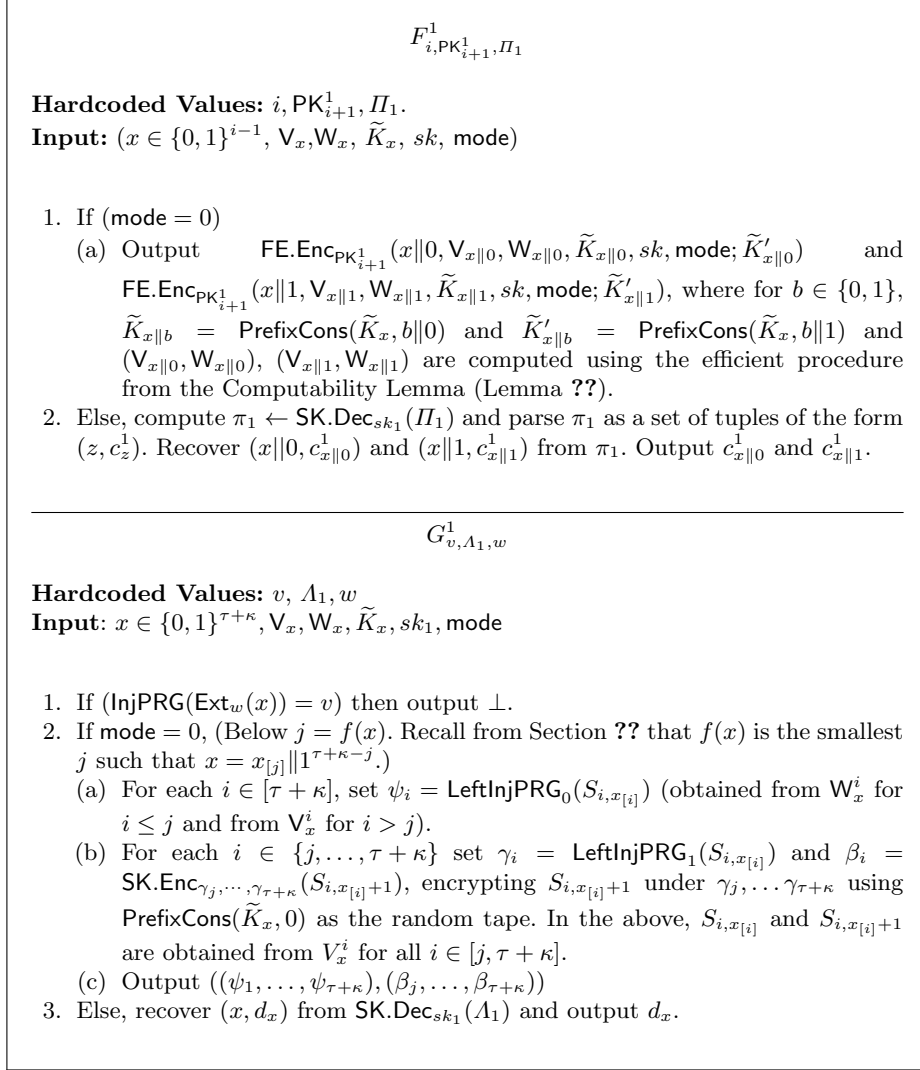 F^1_{i,PK^1_{i+1},Π_1}
Hardcoded Values: i, PK^1_{i+1}, Π_1.
Input: (x ∈ {0, 1}^{i−1}, V_x,W_x, K̃_x, sk, mode)
1. If (mode = 0)
(a) Output FE.Enc_{PK^1_{i+1}}(x‖0, V_{x‖0}, W_{x‖0}, K̃_{x‖0}, sk, mode; K̃′_{x‖0}) and
FE.Enc_{PK^1_{i+1}}(x‖1, V_{x‖1}, W_{x‖1}, K̃_{x‖1}, sk, mode; K̃′_{x‖1}), where for b ∈ {0, 1},
K̃_{x‖b} = PrefixCons(K̃_x, b‖0) and K̃′_{x‖b} = PrefixCons(K̃_x, b‖1) and
(V_{x‖0}, W_{x‖0}), (V_{x‖1}, W_{x‖1}) are computed using the efficient procedure
from the Computability Lemma (Lemma ??).
2. Else, compute π_1 ← SK.Dec_{sk_1}(Π_1) and parse π_1 as a set of tuples of the form
(z, c^1_z). Recover (x||0, c^1_{x‖0}) and (x||1, c^1_{x‖1}) from π_1. Output c^1_{x‖0} and c^1_{x‖1}.
G^1_{v,Λ_1,w}
Hardcoded Values: v, Λ_1, w
Input: x ∈ {0, 1}^{τ+κ}, V_x, W_x, K̃_x, sk_1, mode
1. If (InjPRG(Ext_w(x)) = v) then output ⊥.
2. If mode = 0, (Below j = f(x). Recall from Section ?? that f(x) is the smallest
j such that x = x_{[j]}‖1^{τ+κ−j}.)
(a) For each i ∈ [τ + κ], set ψ_i = LeftInjPRG_0(S_{i,x_{[i]}}) (obtained from W^i_x for
i ≤ j and from V^i_x for i > j).
(b) For each i ∈ {j, . . . , τ + κ} set γ_i = LeftInjPRG_1(S_{i,x_{[i]}}) and β_i =
SK.Enc_{γ_j,··· ,γ_{τ+κ}}(S_{i,x_{[i]}+1}), encrypting S_{i,x_{[i]}+1} under γ_j, . . . γ_{τ+κ} using
PrefixCons(K̃_x, 0) as the random tape. In the above, S_{i,x_{[i]}} and S_{i,x_{[i]}+1}
are obtained from V^i_x for all i ∈ [j, τ + κ].
(c) Output ((ψ_1, . . . , ψ_{τ+κ}), (β_j, . . . , β_{τ+κ}))
3. Else, recover (x, d_x) from SK.Dec_{sk_1}(Λ_1) and output d_x.